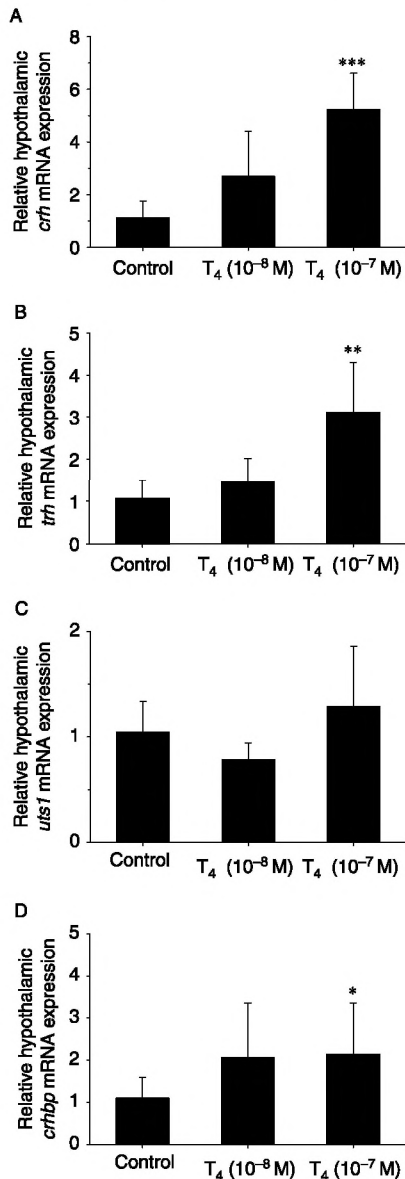 A
Relative hypothalamic
crh mRNA expression
8
6
4
2
0
***
Control T₄ (10⁻⁸ M) T₄ (10⁻⁷ M)
B
Relative hypothalamic
trh mRNA expression
5
4
3
2
1
0
**
Control T₄ (10⁻⁸ M) T₄ (10⁻⁷ M)
C
Relative hypothalamic
uts1 mRNA expression
2
1
0
Control T₄ (10⁻⁸ M) T₄ (10⁻⁷ M)
D
Relative hypothalamic
crhbp mRNA expression
5
4
3
2
1
0
*
Control T₄ (10⁻⁸ M) T₄ (10⁻⁷ M)